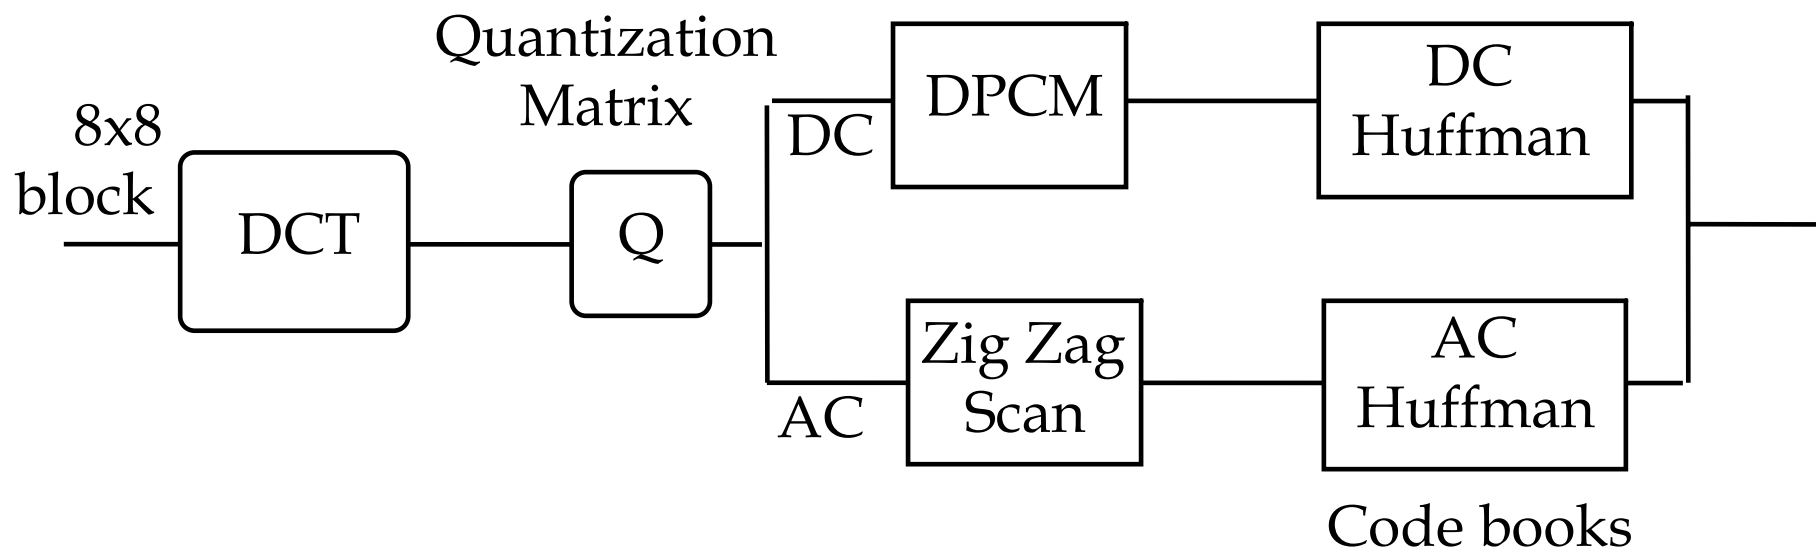 Quantization
Matrix
8x8
block
DCT
Q
DC
DPCM
DC
Huffman
AC
Zig Zag
Scan
AC
Huffman
Code books